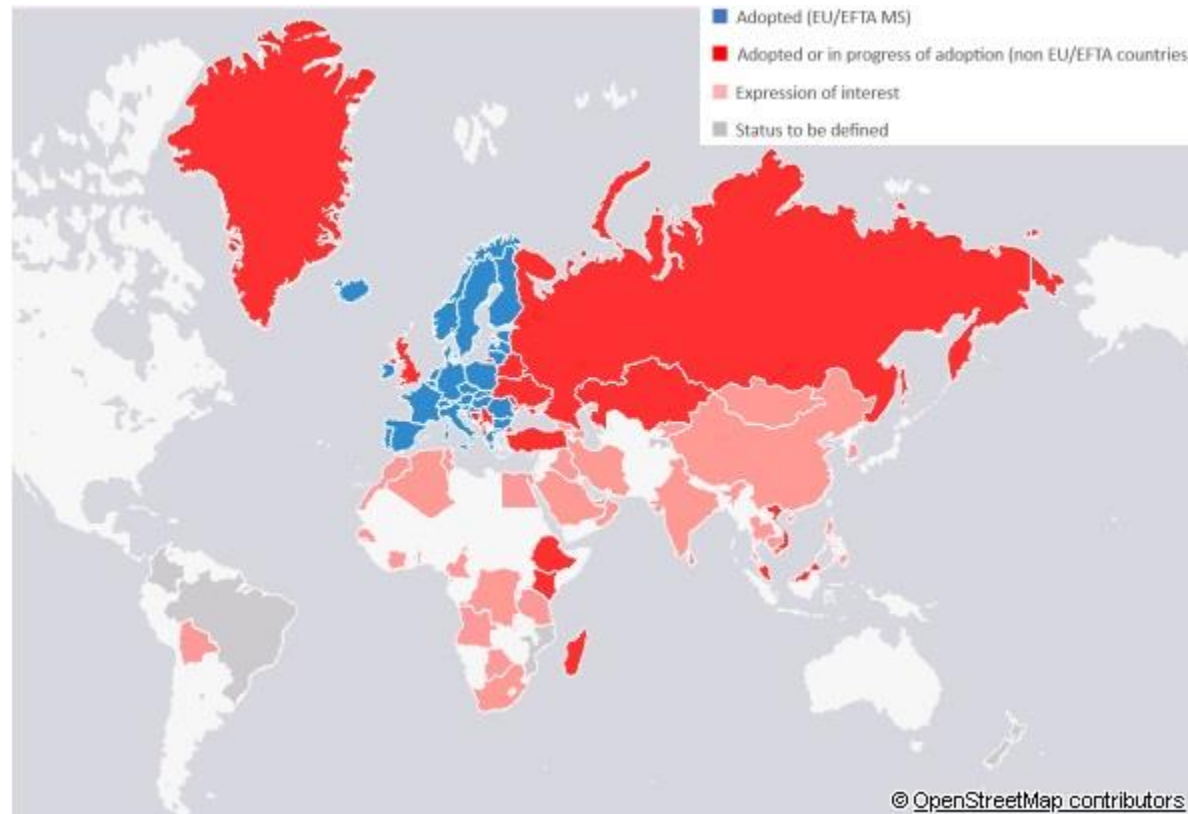 Adopted (EU/EFTA MS)
Adopted or in progress of adoption (non EU/EFTA countries
Expression of interest
Status to be defined
© OpenStreetMap contributors